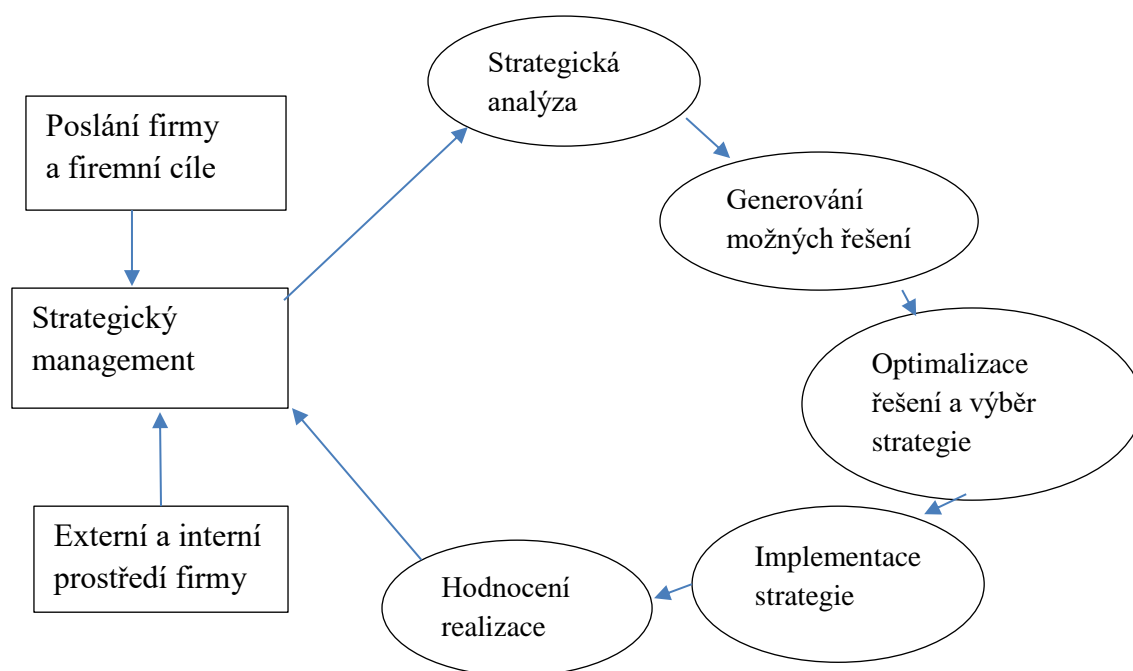 Strategická
analýza
Poslání firmy
a firemní cíle
Generování
možných řešení
Strategický
management
Optimalizace
řešení a výběr
strategie
Externí a interní
prostředí firmy
Implementace
strategie
Hodnocení
realizace